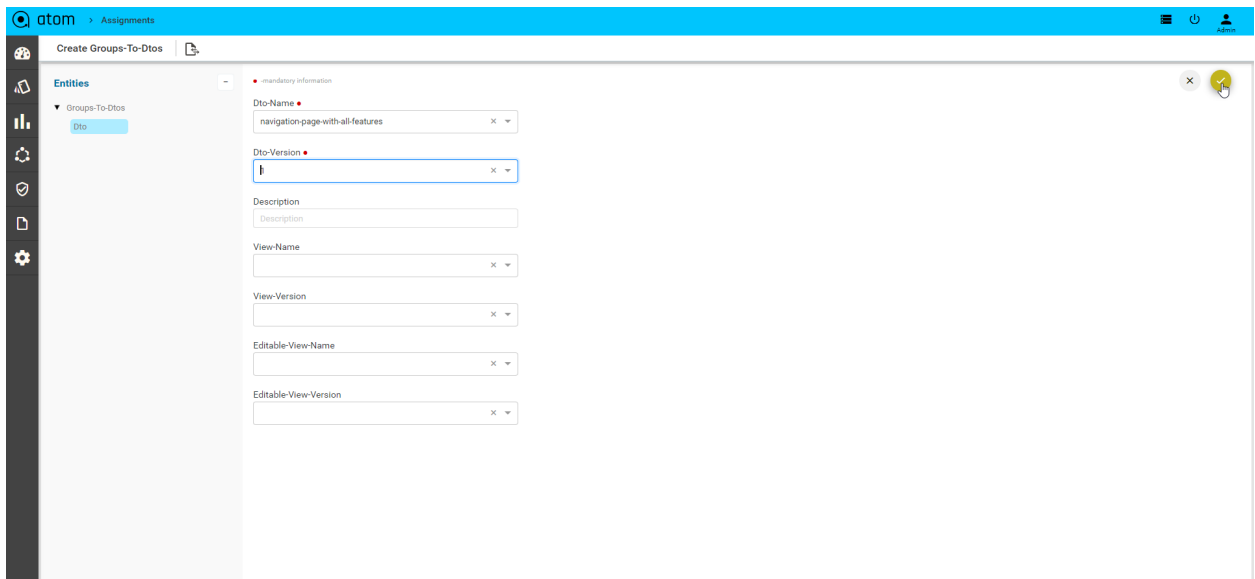 atom > Assignments
Admin
Create Groups-To-Dtos
Entities
-mandatory information
Groups-To-Dtos
Dto
Dto-Name
navigation-page-with-all-features
Dto-Version
1
Description
Description
View-Name
View-Version
Editable-View-Name
Editable-View-Version